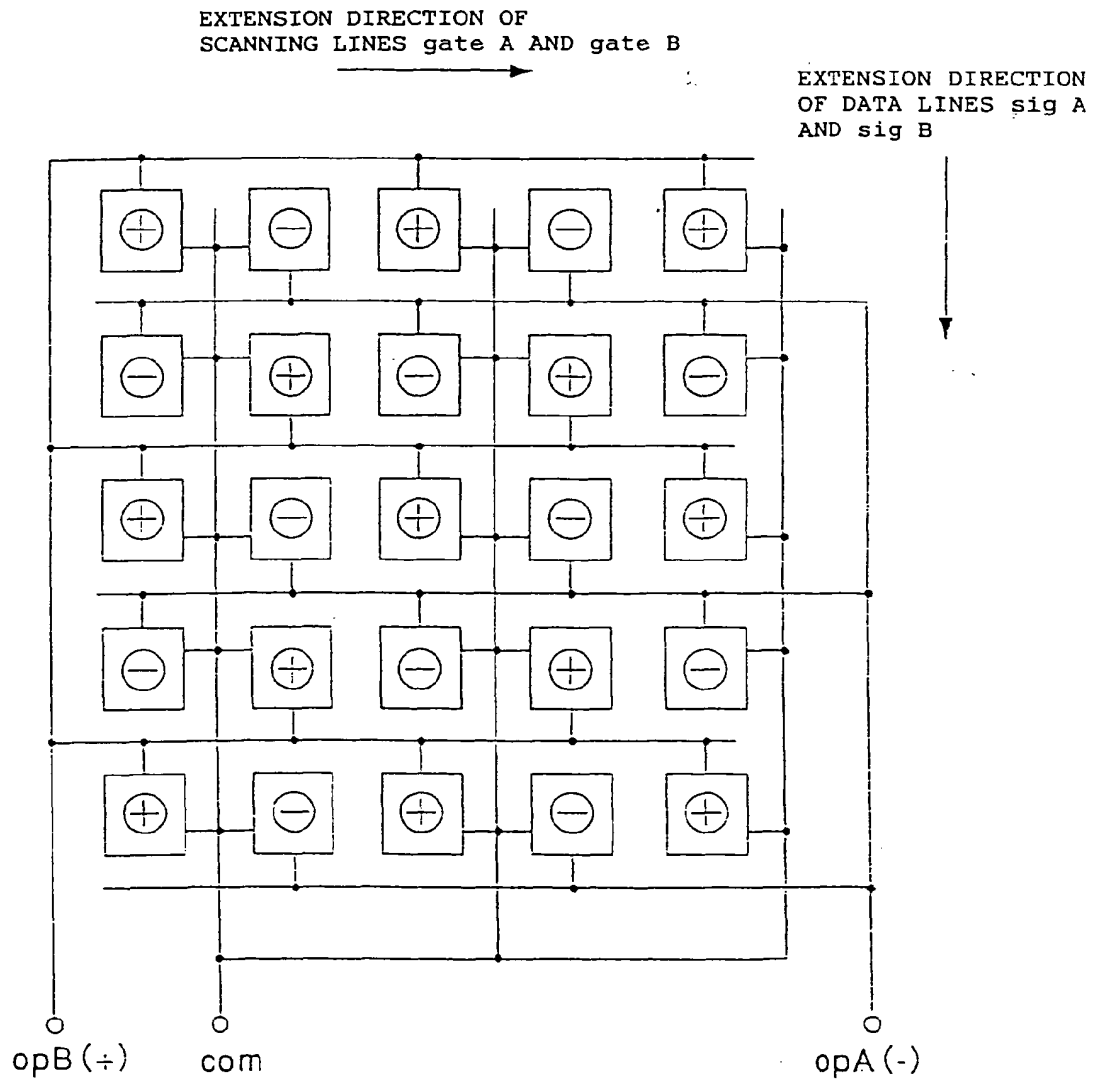 EXTENSION DIRECTION OF
SCANNING LINES gate A AND gate B
EXTENSION DIRECTION
OF DATA LINES sig A
AND sig B
+ − + − +
− + − + −
+ − + − +
− + − + −
+ − + − +
opB(÷)
com
opA(-)